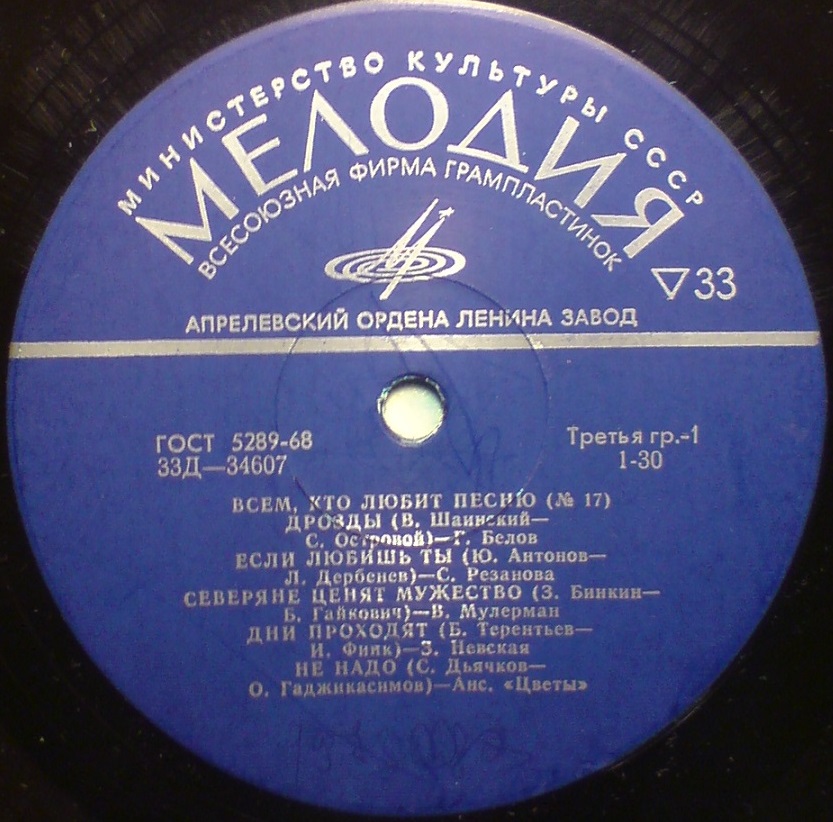 МИНИСТЕРСТВО КУЛЬТУРЫ СССР
МЕЛОДИЯ
ВСЕСОЮЗНАЯ ФИРМА ГРАМПЛАСТИНОК
▽33
АПРЕЛЕВСКИЙ ОРДЕНА ЛЕНИНА ЗАВОД
ГОСТ 5289-68
Третья гр.-1
33Д—34607
1-30
ВСЕМ, КТО ЛЮБИТ ПЕСНЮ (№ 17)
ДРОЗДЫ (В. Шаинский—
С. Островой)—Г. Белов
ЕСЛИ ЛЮБИШЬ ТЫ (Ю. Антонов—
Л. Дербенев)—С. Резанова
СЕВЕРЯНЕ ЦЕНЯТ МУЖЕСТВО (З. Бинкин—
Б. Гайкович)—В. Мулерман
ДНИ ПРОХОДЯТ (Б. Терентьев—
И. Финк)—З. Невская
НЕ НАДО (С. Дьячков—
О. Гаджикасимов)—Анс. «Цветы»